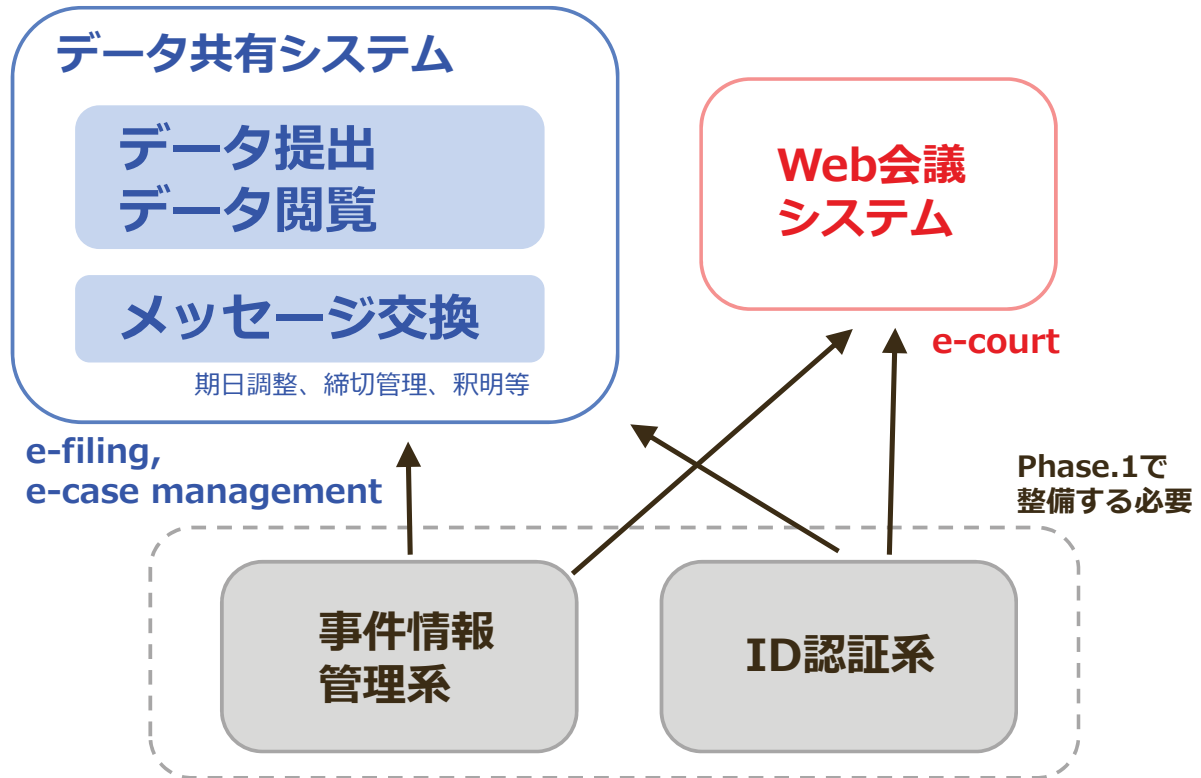 データ共有システム
データ提出
データ閲覧
メッセージ交換
期日調整、締切管理、釈明等
e-filing,
e-case management
Web会議
システム
e-court
Phase.1で
整備する必要
事件情報
管理系
ID認証系